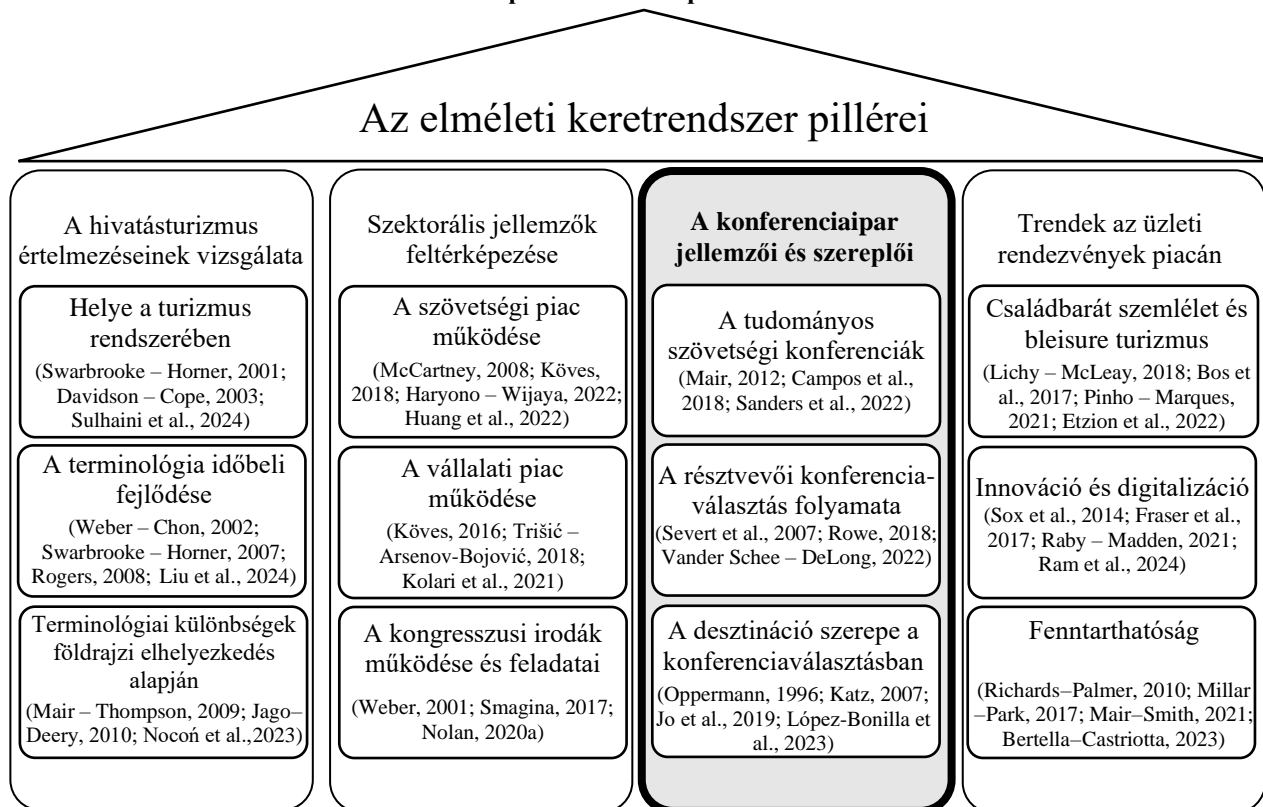 Az elméleti keretrendszer pillérei
A hivatásturizmus
értelmezéseinek vizsgálata
Helye a turizmus
rendszerében
(Swarbrooke – Horner, 2001;
Davidson – Cope, 2003;
Sulhaini et al., 2024)
A terminológia időbeli
fejlődése
(Weber – Chon, 2002;
Swarbrooke – Horner, 2007;
Rogers, 2008; Liu et al., 2024)
Terminológiai különbségek
földrajzi elhelyezkedés
alapján
(Mair – Thompson, 2009; Jago–
Deery, 2010; Nocoń et al.,2023)
Szektorális jellemzők
feltérképezése
A szövetségi piac
működése
(McCartney, 2008; Köves,
2018; Haryono – Wijaya, 2022;
Huang et al., 2022)
A vállalati piac
működése
(Köves, 2016; Trišić –
Arsenov-Bojović, 2018;
Kolari et al., 2021)
A kongresszusi irodák
működése és feladatai
(Weber, 2001; Smagina, 2017;
Nolan, 2020a)
A konferenciaipar
jellemzői és szereplői
A tudományos
szövetségi konferenciák
(Mair, 2012; Campos et al.,
2018; Sanders et al., 2022)
A résztvevői konferencia-
választás folyamata
(Severt et al., 2007; Rowe, 2018;
Vander Schee – DeLong, 2022)
A desztináció szerepe a
konferenciaválasztásban
(Oppermann, 1996; Katz, 2007;
Jo et al., 2019; López-Bonilla et
al., 2023)
Trendek az üzleti
rendezvények piacán
Családbarát szemlélet és
bleisure turizmus
(Lichy – McLeay, 2018; Bos et
al., 2017; Pinho – Marques,
2021; Etzion et al., 2022)
Innováció és digitalizáció
(Sox et al., 2014; Fraser et al.,
2017; Raby – Madden, 2021;
Ram et al., 2024)
Fenntarthatóság
(Richards–Palmer, 2010; Millar
–Park, 2017; Mair–Smith, 2021;
Bertella–Castriotta, 2023)